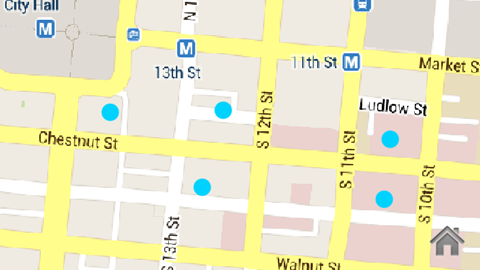 City Hall
M
N 1
M
13th St
11th St M
Market S
Ludlow St
S 12th St
Chestnut St
S 11th St
S 10th St
S 13th St
Walnut St